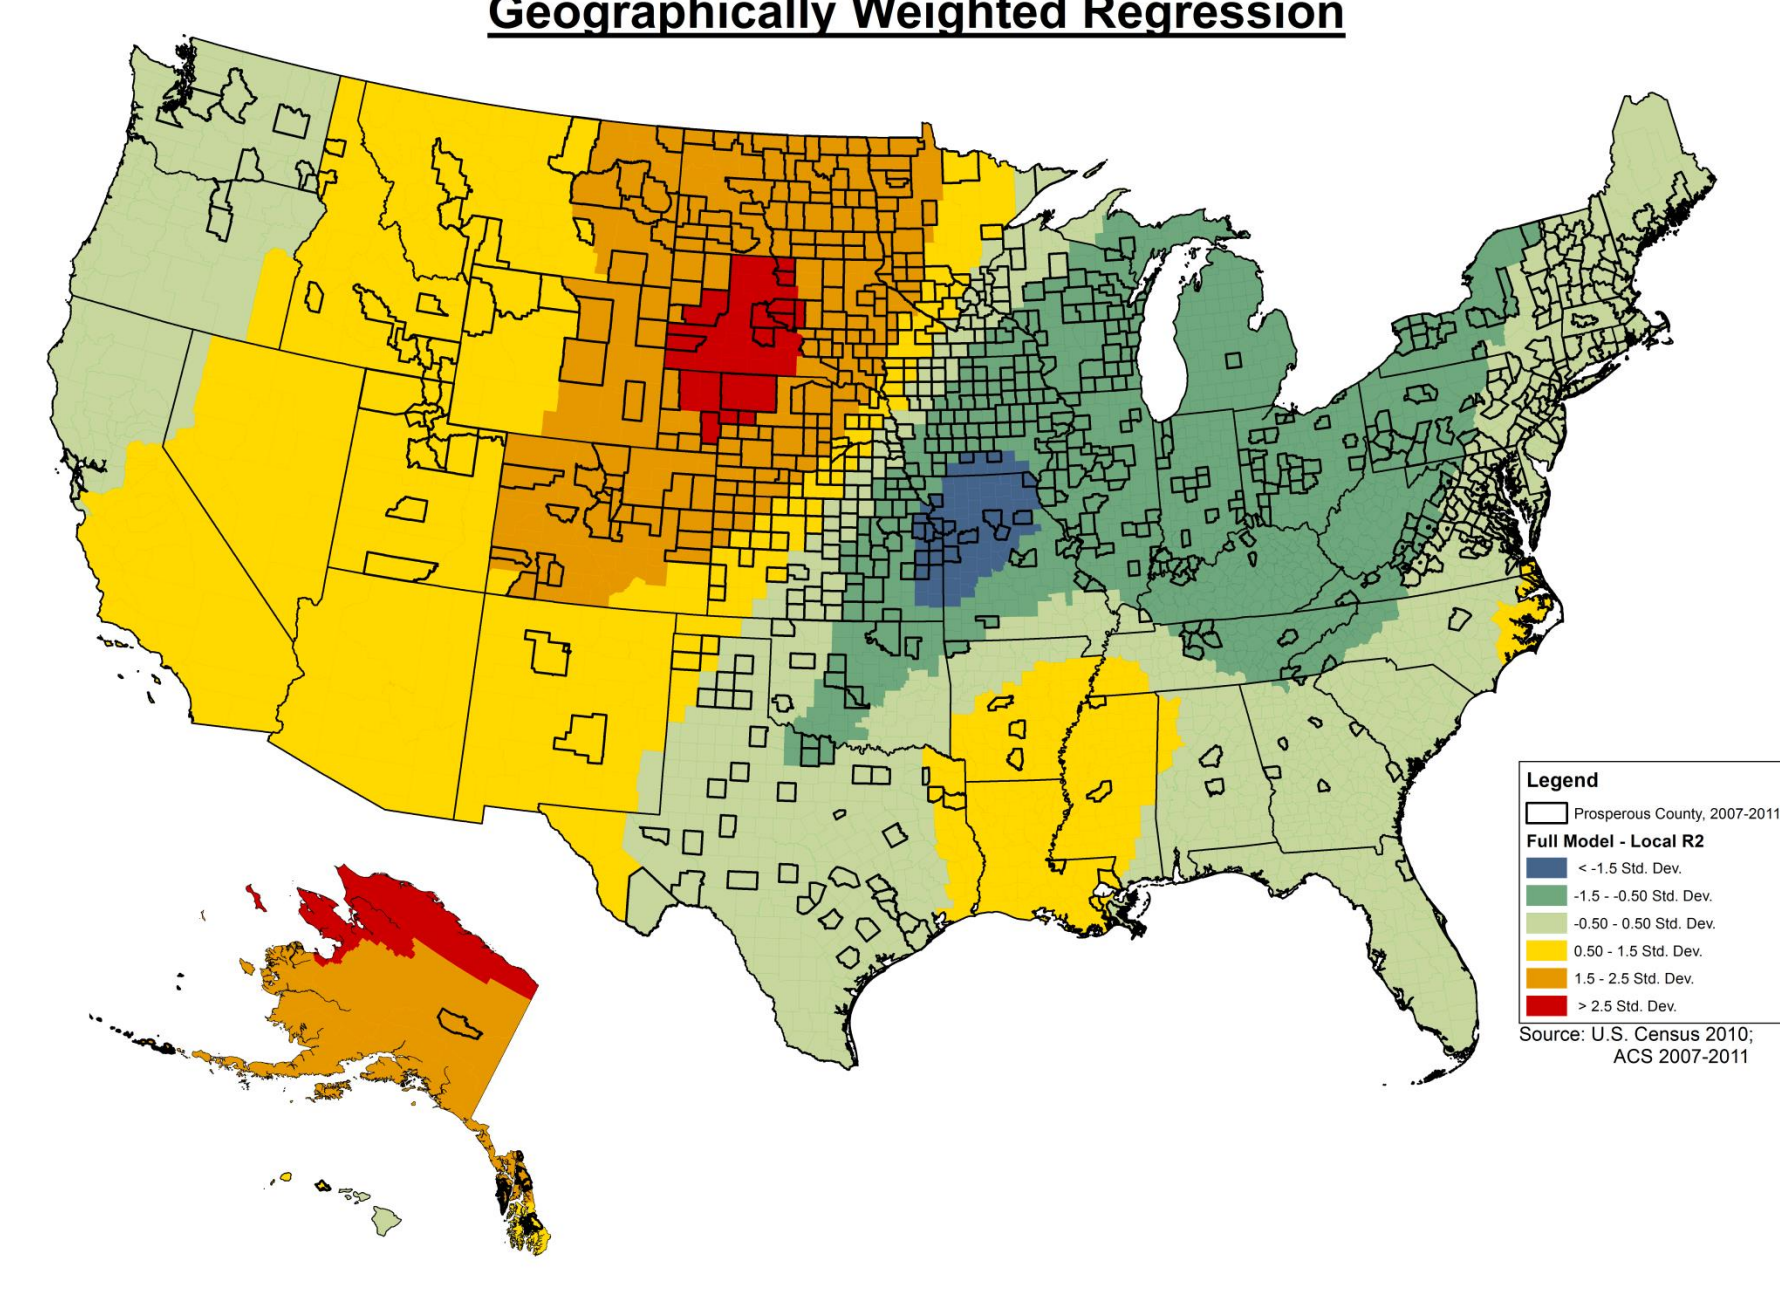 Geographically Weighted Regression
Legend
Prosperous County, 2007-2011
Full Model - Local R2
< -1.5 Std. Dev.
-1.5 - -0.50 Std. Dev.
-0.50 - 0.50 Std. Dev.
0.50 - 1.5 Std. Dev.
1.5 - 2.5 Std. Dev.
> 2.5 Std. Dev.
Source: U.S. Census 2010;
ACS 2007-2011